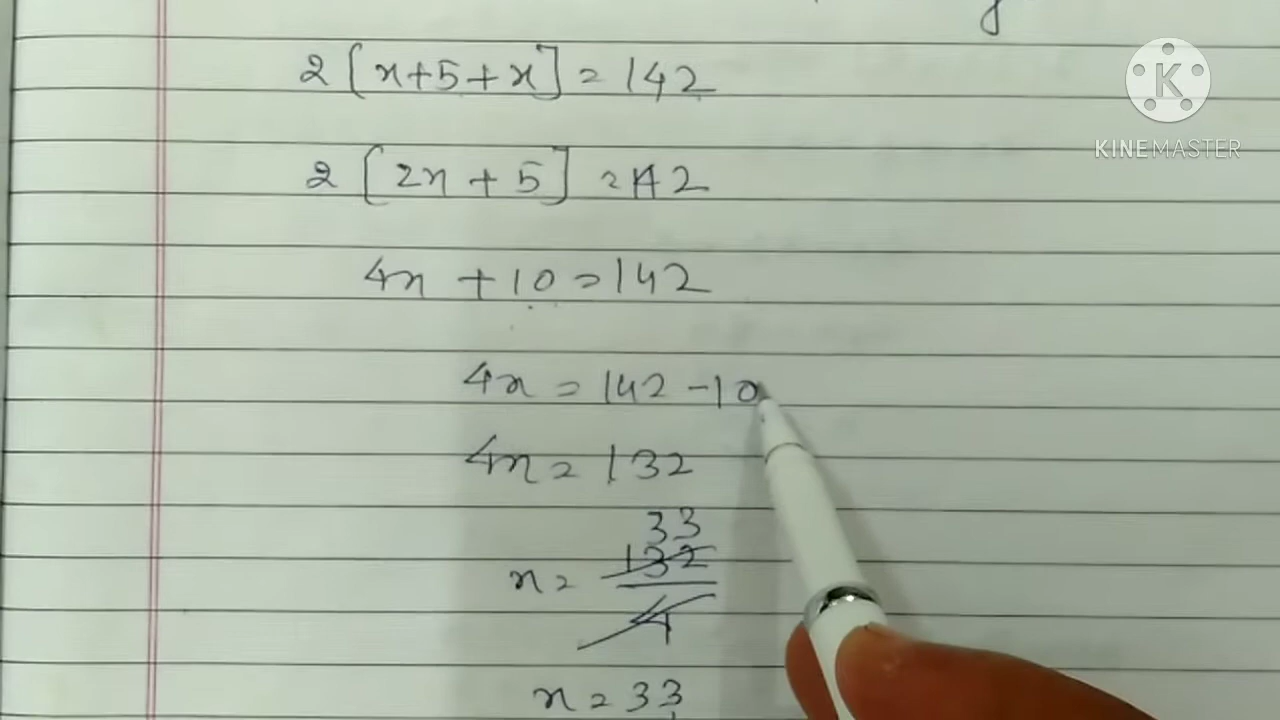 2 [x+5+x] = 142
2 [2x + 5] = 142
4x + 10 = 142
4x = 142 - 10
4x = 132
33
x = 132
4
x = 33
K
KINEMASTER